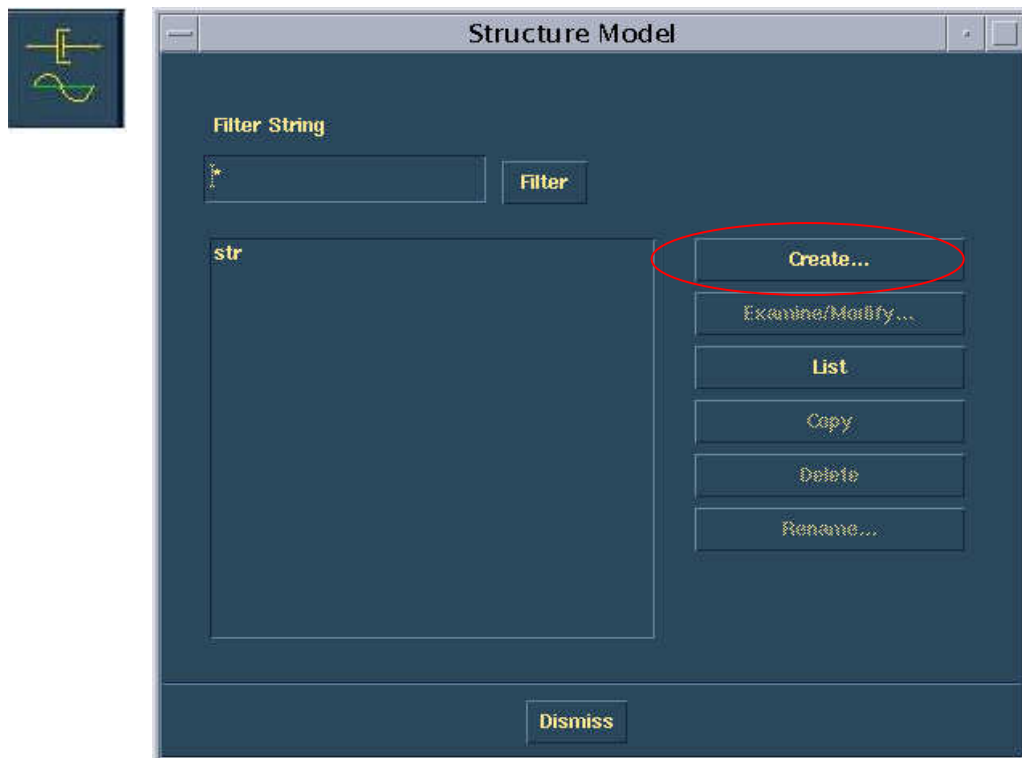 Structure Model
Filter String
*
Filter
str
Create...
Examine/Modify...
List
Copy
Delete
Rename...
Dismiss